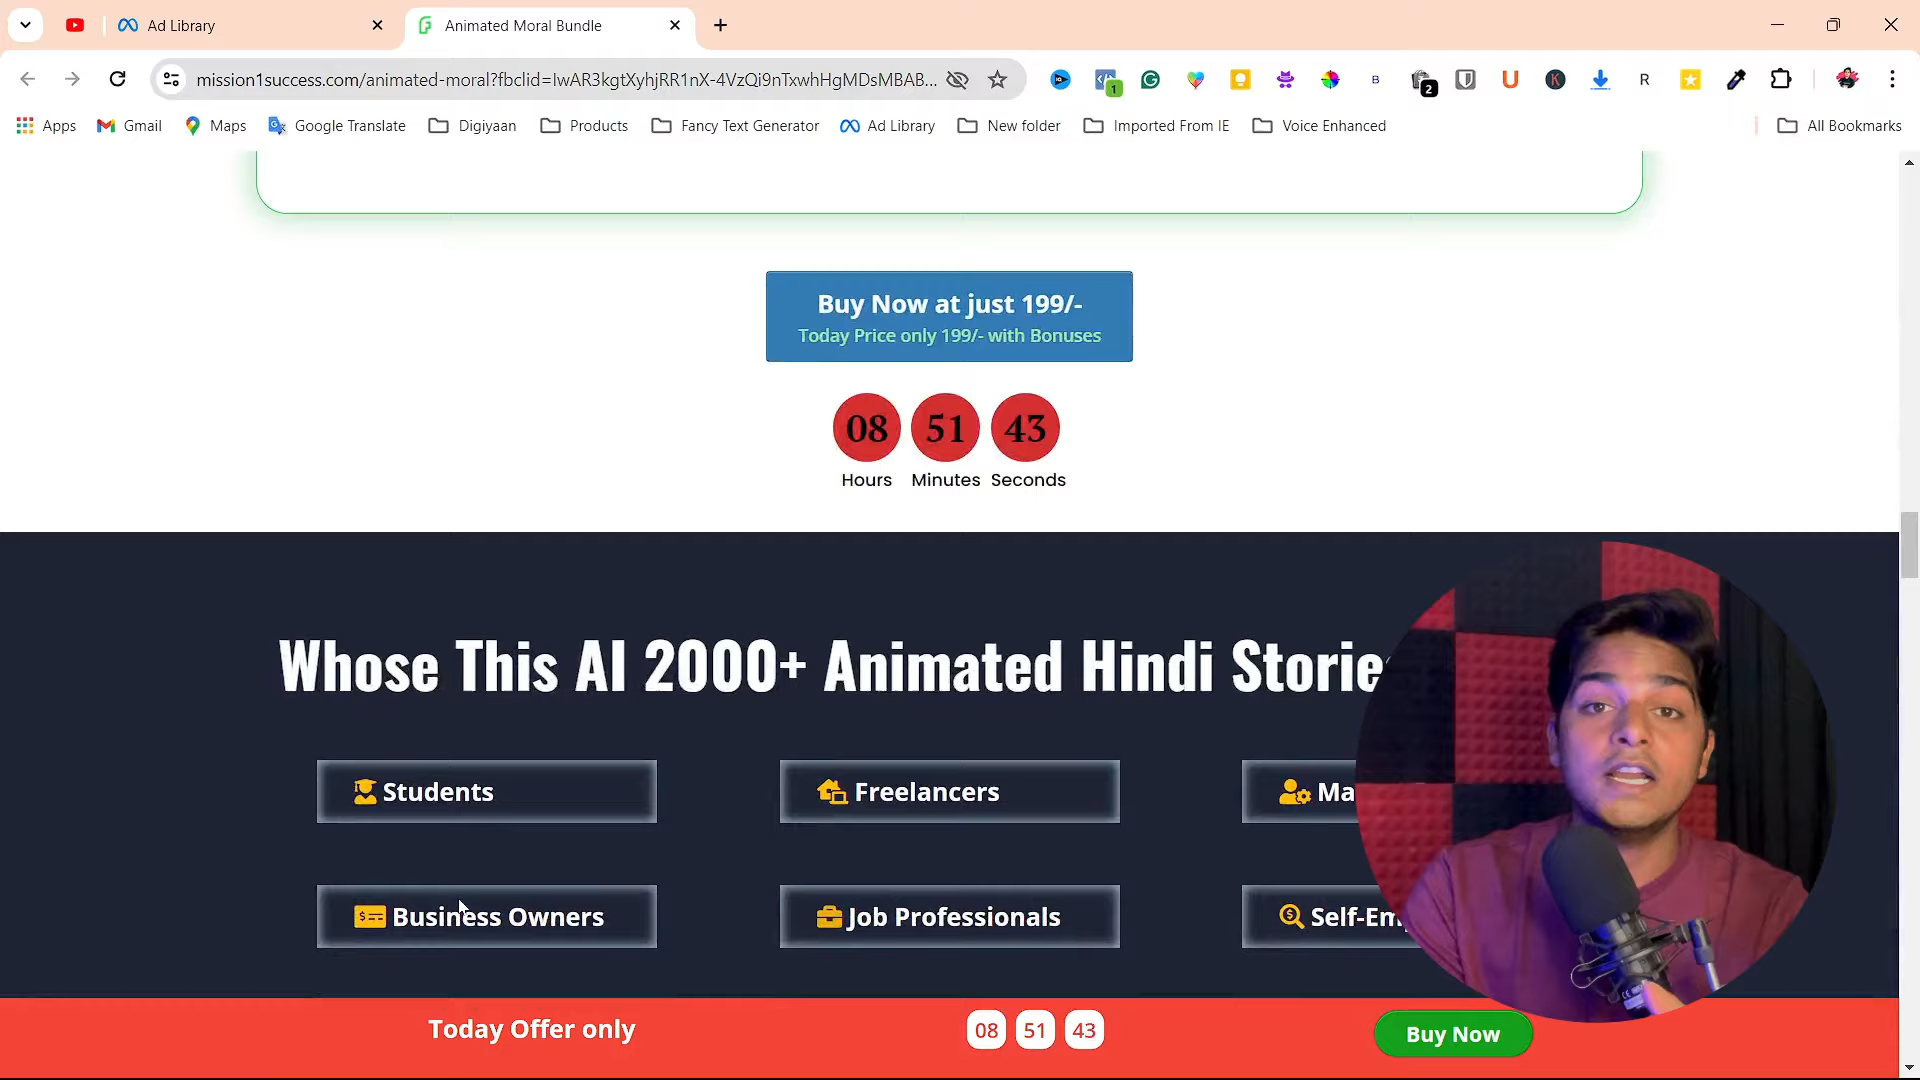 Ad Library
Animated Moral Bundle
mission1success.com/animated-moral?fbclid=IwAR3kgtXyhjRR1nX-4VzQi9nTxwhHgMDsMBAB...
1
B
2
U
K
R
Apps
Gmail
Maps
Google Translate
Digiyaan
Products
Fancy Text Generator
Ad Library
New folder
Imported From IE
Voice Enhanced
All Bookmarks
Buy Now at just 199/-
Today Price only 199/- with Bonuses
08 51 43
Hours Minutes Seconds
Whose This AI 2000+ Animated Hindi Storie
Students
Freelancers
Ma
Business Owners
Job Professionals
Self-Em
Today Offer only
08 51 43
Buy Now